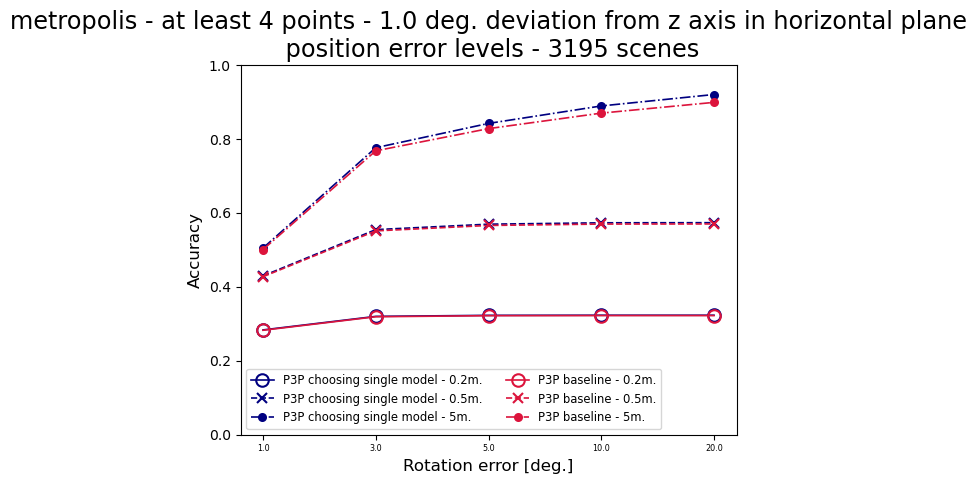 metropolis - at least 4 points - 1.0 deg. deviation from z axis in horizontal plane
position error levels - 3195 scenes
1.0
0.8
0.6
0.4
0.2
0.0
Accuracy
P3P choosing single model - 0.2m.
P3P choosing single model - 0.5m.
P3P choosing single model - 5m.
P3P baseline - 0.2m.
P3P baseline - 0.5m.
P3P baseline - 5m.
1.0 3.0 5.0 10.0 20.0
Rotation error [deg.]